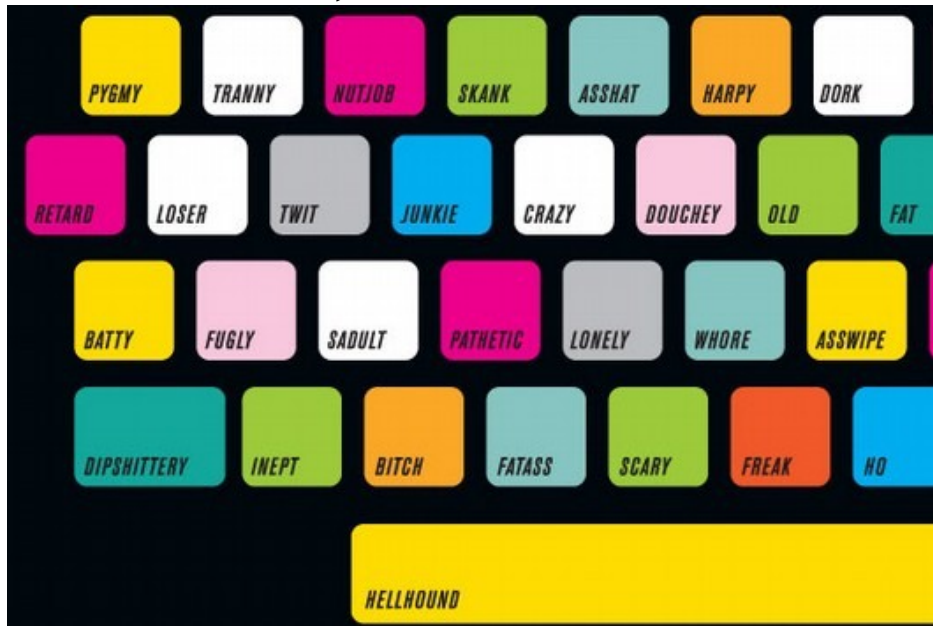 PYGMY TRANNY NUTJOB SKANK ASSHAT HARPY DORK
RETARD LOSER TWIT JUNKIE CRAZY DOUCHEY OLD FAT
BATTY FUGLY SADULT PATHETIC LONELY WHORE ASSWIPE
DIPSHITTERY INEPT BITCH FATASS SCARY FREAK HO
HELLHOUND